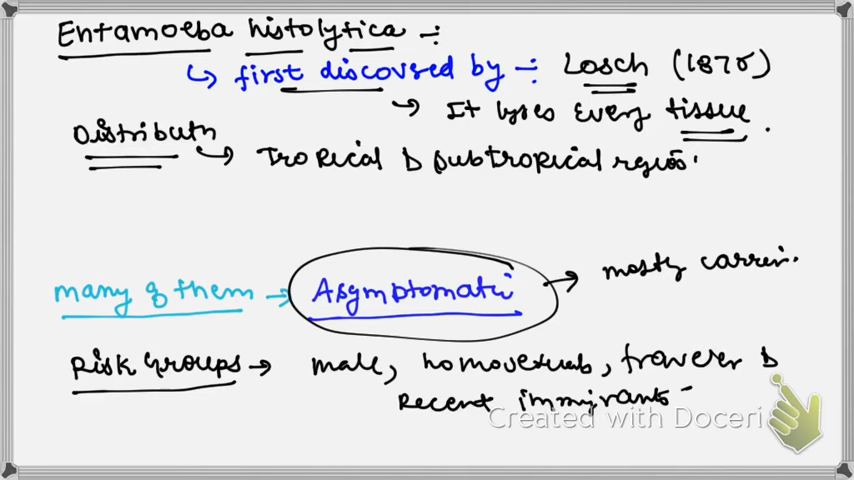 Entamoeba histolytica :-
↳ first discovered by :- Losch (1875)
↳ It lyses Every tissue.
Distributn
↳ Tropical & subtropical region.
many of them → Asymptomatic → mostly carrier.
Risk Groups → male, homosexuals, traveler &
Recent immigrants -
Created with Doceri